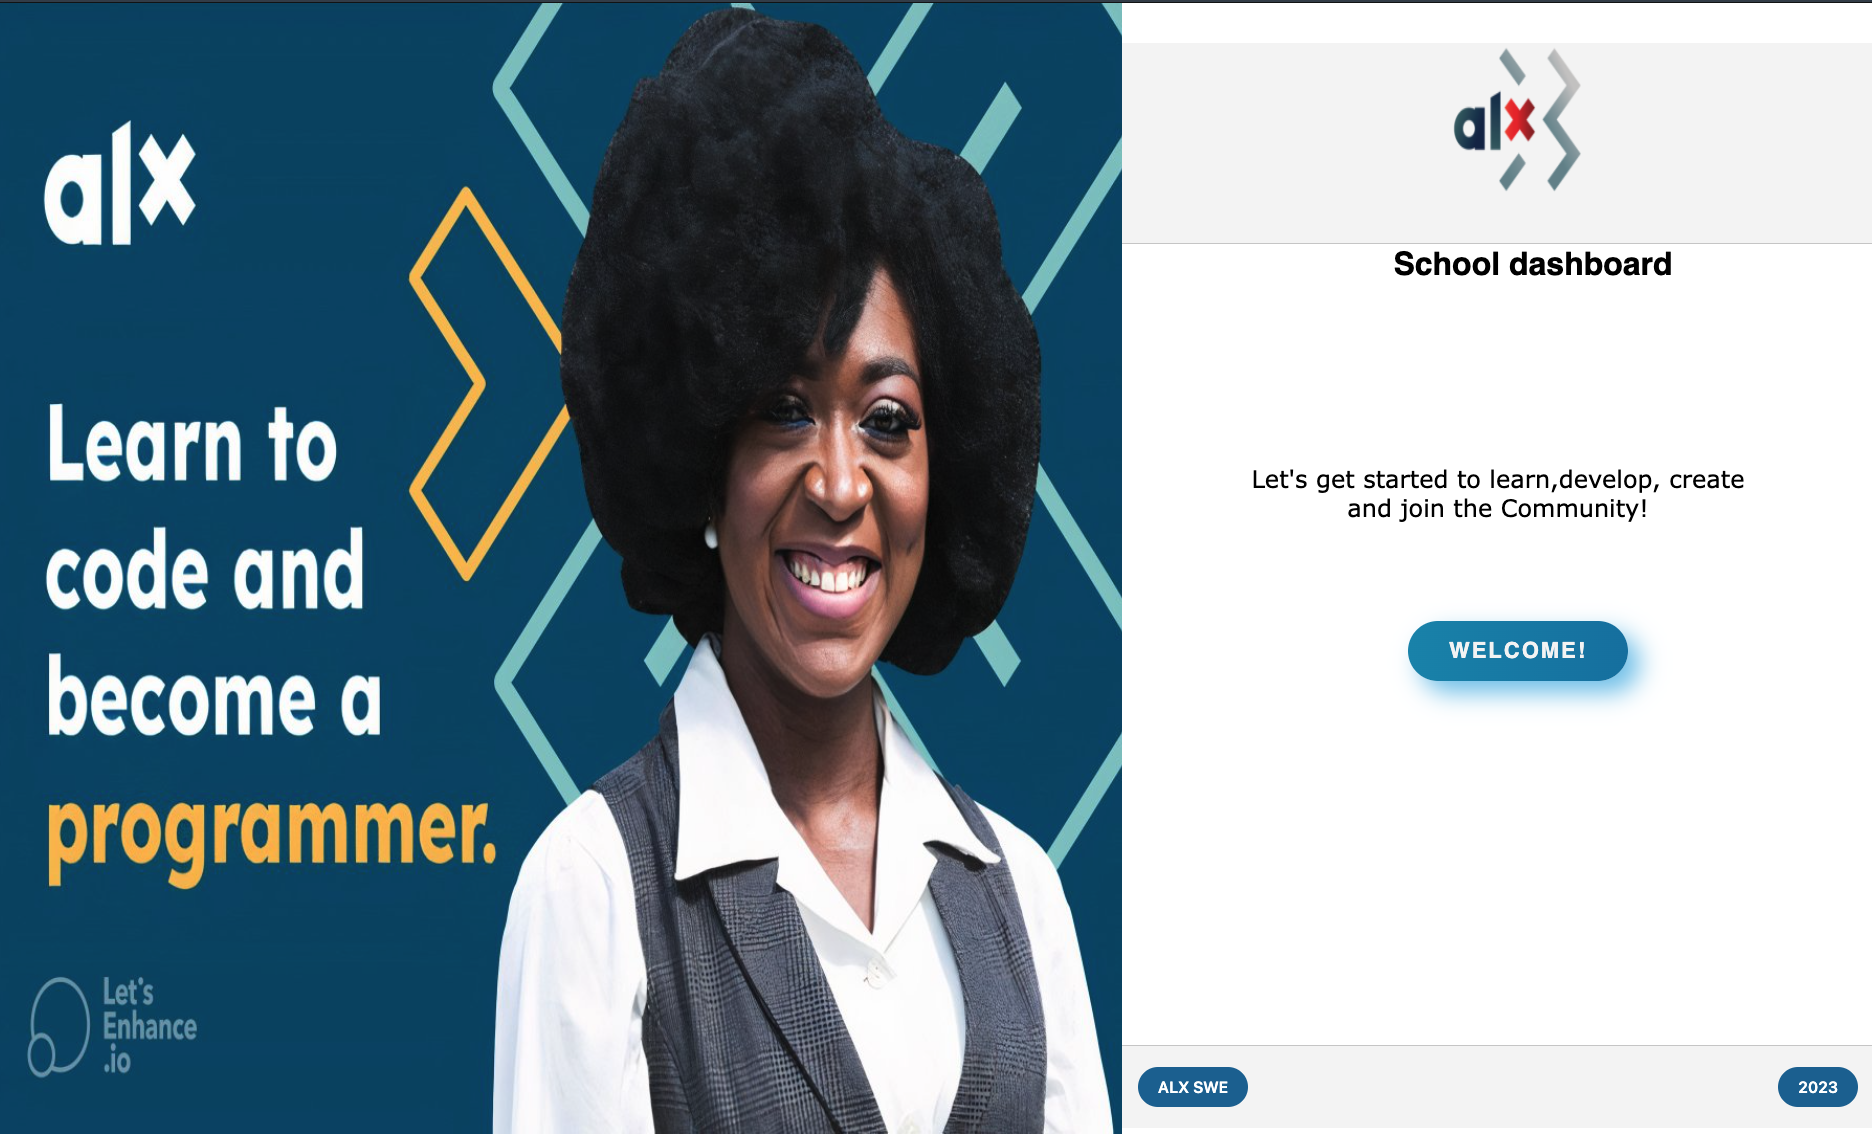 alx
Learn to
code and
become a
programmer.
Let's
Enhance
.io
alx
School dashboard
Let's get started to learn,develop, create
and join the Community!
WELCOME!
ALX SWE
2023